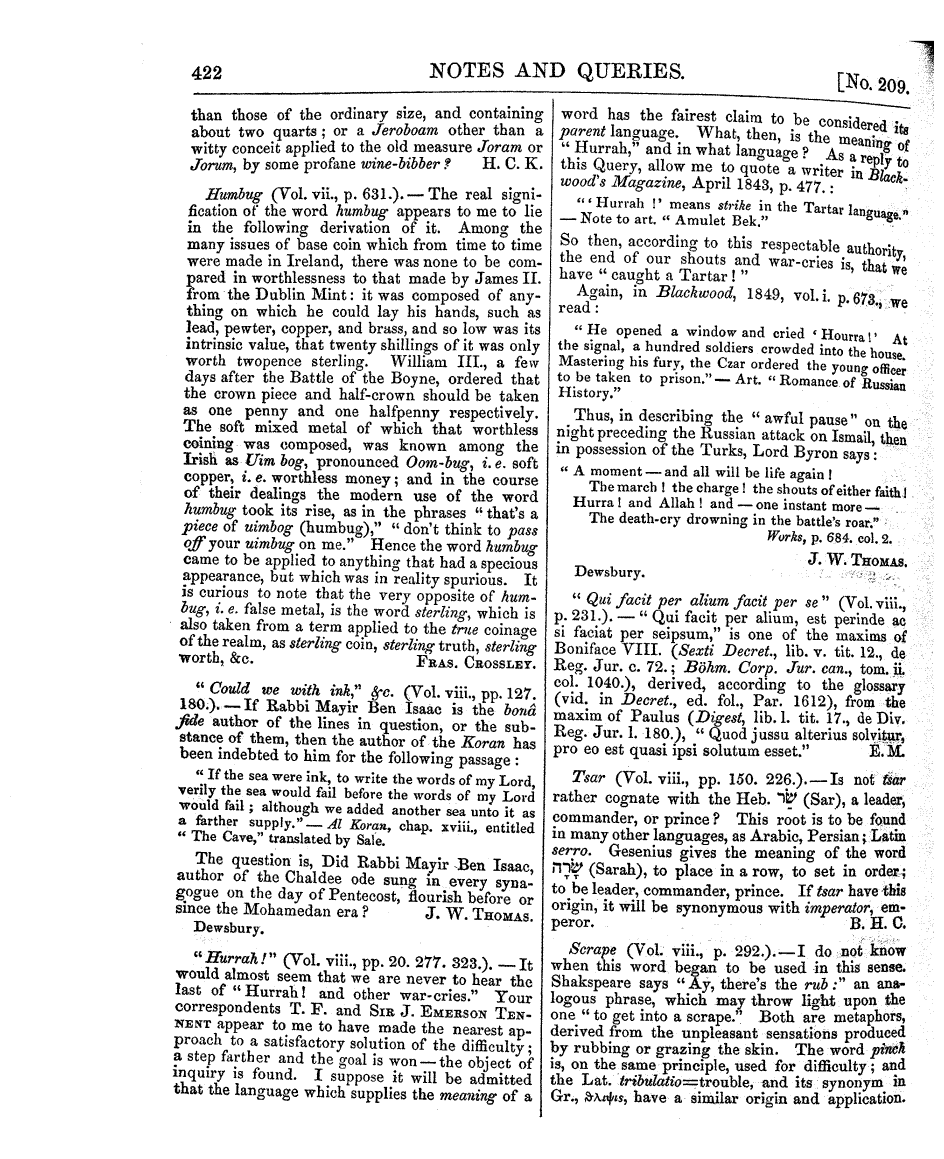 422
NOTES AND QUERIES.
[No. 209.
than those of the ordinary size, and containing
about two quarts ; or a Jeroboam other than a
witty conceit applied to the old measure Joram or
Jorum, by some profane wine-bibber ? H. C. K.
Humbug (Vol. vii., p. 631.). — The real signi-
fication of the word humbug appears to me to lie
in the following derivation of it. Among the
many issues of base coin which from time to time
were made in Ireland, there was none to be com-
pared in worthlessness to that made by James II.
from the Dublin Mint : it was composed of any-
thing on which he could lay his hands, such as
lead, pewter, copper, and brass, and so low was its
intrinsic value, that twenty shillings of it was only
worth twopence sterling. William III., a few
days after the Battle of the Boyne, ordered that
the crown piece and half-crown should be taken
as one penny and one halfpenny respectively.
The soft mixed metal of which that worthless
coining was composed, was known among the
Irish as Uim bog, pronounced Oom-bug, i. e. soft
copper, i. e. worthless money ; and in the course
of their dealings the modern use of the word
humbug took its rise, as in the phrases " that's a
piece of uimbog (humbug)," " don't think to pass
off your uimbug on me." Hence the word humbug
came to be applied to anything that had a specious
appearance, but which was in reality spurious. It
is curious to note that the very opposite of hum-
bug, i. e. false metal, is the word sterling, which is
also taken from a term applied to the true coinage
of the realm, as sterling coin, sterling truth, sterling
worth, &c. FRAS. CROSSLEY.
" Could we with ink," &c. (Vol. viii., pp. 127.
180.). — If Rabbi Mayir Ben Isaac is the bonâ
fide author of the lines in question, or the sub-
stance of them, then the author of the Koran has
been indebted to him for the following passage :
" If the sea were ink, to write the words of my Lord,
verily the sea would fail before the words of my Lord
would fail ; although we added another sea unto it as
a farther supply." — Al Koran, chap. xviii., entitled
" The Cave," translated by Sale.
The question is, Did Rabbi Mayir Ben Isaac,
author of the Chaldee ode sung in every syna-
gogue on the day of Pentecost, flourish before or
since the Mohamedan era ? J. W. THOMAS.
Dewsbury.
" Hurrah !" (Vol. viii., pp. 20. 277. 323.). — It
would almost seem that we are never to hear the
last of " Hurrah ! and other war-cries." Your
correspondents T. F. and SIR J. EMERSON TEN-
NENT appear to me to have made the nearest ap-
proach to a satisfactory solution of the difficulty ;
a step farther and the goal is won — the object of
inquiry is found. I suppose it will be admitted
that the language which supplies the meaning of a
word has the fairest claim to be considered its
parent language. What, then, is the meaning of
" Hurrah," and in what language ? As a reply to
this Query, allow me to quote a writer in Black-
wood's Magazine, April 1843, p. 477. :
" ' Hurrah !' means strike in the Tartar language."
— Note to art. " Amulet Bek."
So then, according to this respectable authority,
the end of our shouts and war-cries is, that we
have " caught a Tartar ! "
Again, in Blackwood, 1849, vol. i. p. 673., we
read :
" He opened a window and cried ' Hourra !' At
the signal, a hundred soldiers crowded into the house.
Mastering his fury, the Czar ordered the young officer
to be taken to prison." — Art. " Romance of Russian
History."
Thus, in describing the " awful pause " on the
night preceding the Russian attack on Ismail, then
in possession of the Turks, Lord Byron says :
" A moment — and all will be life again !
The march ! the charge ! the shouts of either faith !
Hurra ! and Allah ! and — one instant more —
The death-cry drowning in the battle's roar."
Works, p. 684. col. 2.
J. W. THOMAS.
Dewsbury.
" Qui facit per alium facit per se " (Vol. viii.,
p. 231.). — " Qui facit per alium, est perinde ac
si faciat per seipsum," is one of the maxims of
Boniface VIII. (Sexti Decret., lib. v. tit. 12., de
Reg. Jur. c. 72. ; Böhm. Corp. Jur. can., tom. ii.
col. 1040.), derived, according to the glossary
(vid. in Decret., ed. fol., Par. 1612), from the
maxim of Paulus (Digest, lib. l. tit. 17., de Div.
Reg. Jur. l. 180.), " Quod jussu alterius solvitur,
pro eo est quasi ipsi solutum esset." E. M.
Tsar (Vol. viii., pp. 150. 226.). — Is not tsar
rather cognate with the Heb. שַׂר (Sar), a leader,
commander, or prince ? This root is to be found
in many other languages, as Arabic, Persian ; Latin
serro. Gesenius gives the meaning of the word
שָׂרָה (Sarah), to place in a row, to set in order ;
to be leader, commander, prince. If tsar have this
origin, it will be synonymous with imperator, em-
peror. B. H. C.
Scrape (Vol. viii., p. 292.). — I do not know
when this word began to be used in this sense.
Shakspeare says " Ay, there's the rub :" an ana-
logous phrase, which may throw light upon the
one " to get into a scrape." Both are metaphors,
derived from the unpleasant sensations produced
by rubbing or grazing the skin. The word pinch
is, on the same principle, used for difficulty ; and
the Lat. tribulatio=trouble, and its synonym in
Gr., θλιψις, have a similar origin and application.